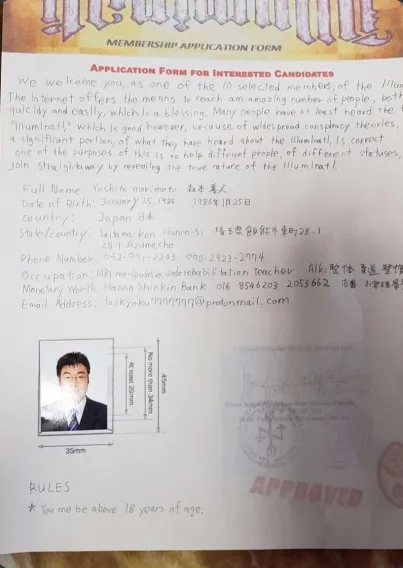 MEMBERSHIP APPLICATION FORM
APPLICATION FORM FOR INTERESTED CANDIDATES
We welcome you, as one of the 10 selected members, of the
The Internet offers the means to reach am amazing number of people, both
quickly and easily, which is a blessing. Many people have at least heard the
"Illuminati," which is good however, because of widespread conspiracy theories,
a significant portion, of what they have heard about the Illuminati, is correct
one of the purposes of this is to help different people, of different statuses,
join straightaway by revealing the true nature of the Illuminati.
Full Name: Yoshito morimoto 森本 善人
Date of Birth: January 25, 1986 1986年1月25日
country: Japan 日本
State/country: Saitama-ken Hanno-si 埼玉県飯能市東町28-1
28-1 Azumacho
Phone Number: 042-971-2243 090-2423-2774
Occupation: Aiki manipulative Judo rehabilitation Teacher Aiki 整体 柔道
Monetary Worth Hanno Shinkin Bank 016 8546203 2053662
Email Address: taikyoku7777777@protonmail.com
At least 25mm
No more than 34mm
45mm
35mm
APPROVED
RULES
* You me be above 18 years of age.